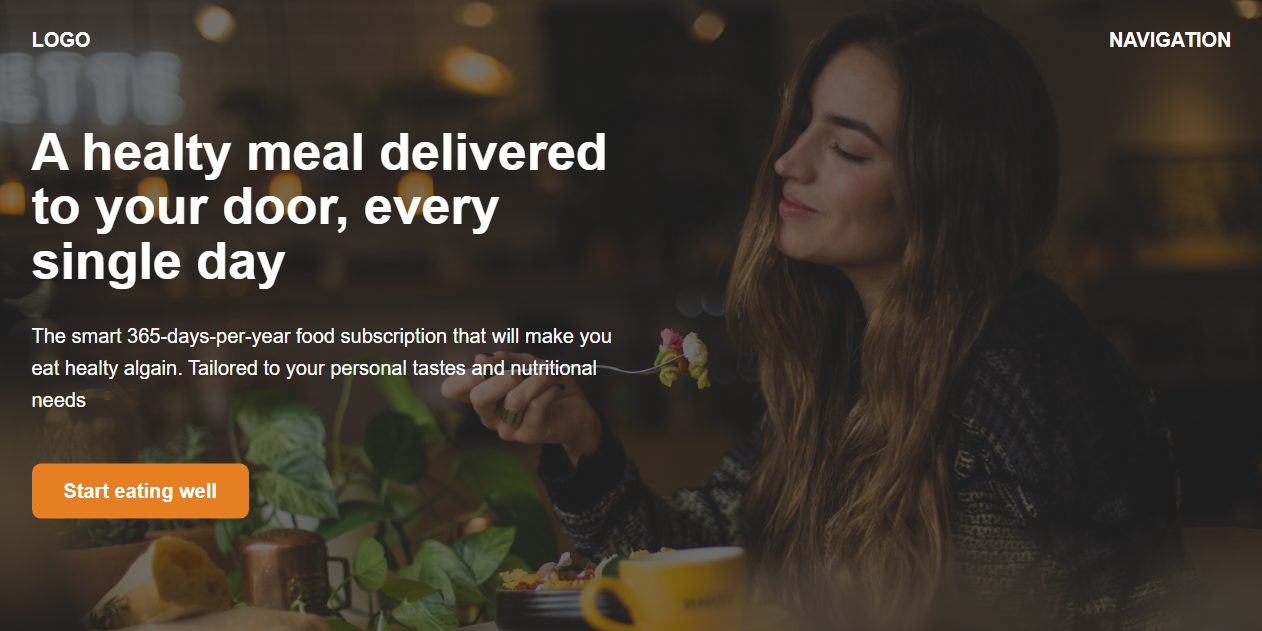 LOGO
NAVIGATION
A healty meal delivered
to your door, every
single day
The smart 365-days-per-year food subscription that will make you
eat healty algain. Tailored to your personal tastes and nutritional
needs
Start eating well